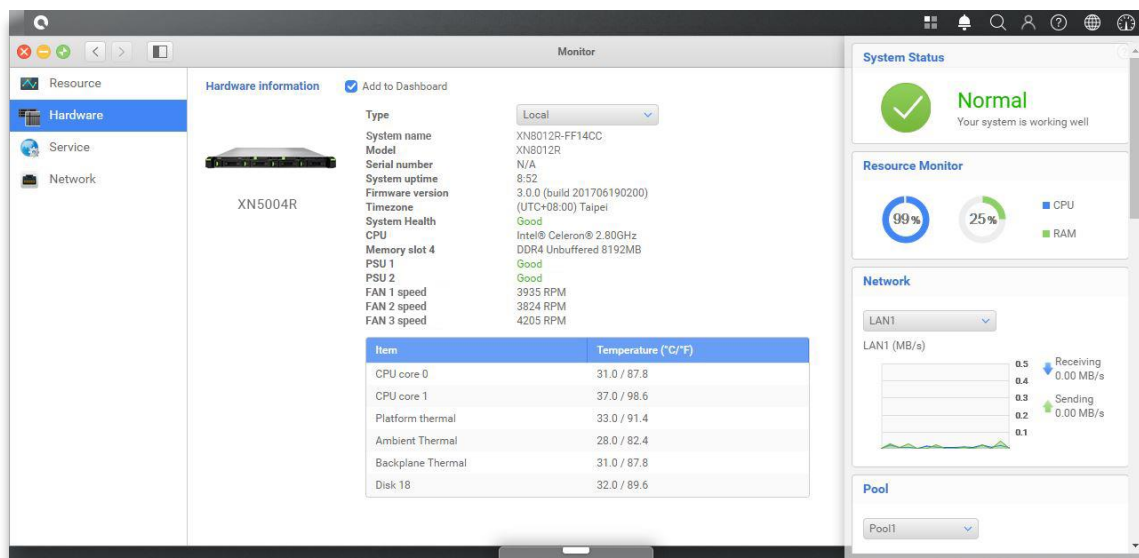 Monitor
Resource
Hardware
Service
Network
Hardware information
Add to Dashboard
XN5004R
Type Local
System name XN8012R-FF14CC
Model XN8012R
Serial number N/A
System uptime 8:52
Firmware version 3.0.0 (build 201706190200)
Timezone (UTC+08:00) Taipei
System Health Good
CPU Intel® Celeron® 2.80GHz
Memory slot 4 DDR4 Unbuffered 8192MB
PSU 1 Good
PSU 2 Good
FAN 1 speed 3935 RPM
FAN 2 speed 3824 RPM
FAN 3 speed 4205 RPM
Item Temperature (°C/°F)
CPU core 0 31.0 / 87.8
CPU core 1 37.0 / 98.6
Platform thermal 33.0 / 91.4
Ambient Thermal 28.0 / 82.4
Backplane Thermal 31.0 / 87.8
Disk 18 32.0 / 89.6
System Status
Normal
Your system is working well
Resource Monitor
99%
25%
CPU
RAM
Network
LAN1
LAN1 (MB/s)
0.5
0.4
0.3
0.2
0.1
Receiving
0.00 MB/s
Sending
0.00 MB/s
Pool
Pool1